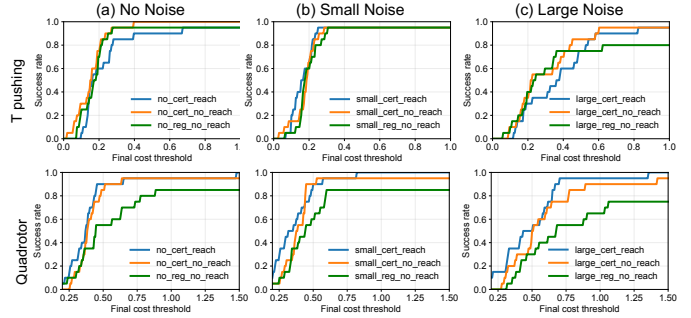 (a) No Noise
(b) Small Noise
(c) Large Noise
T pushing
Success rate
1.0
0.8
0.6
0.4
0.2
0.0
no_cert_reach
no_cert_no_reach
no_reg_no_reach
0.0 0.2 0.4 0.6 0.8 1.0
Final cost threshold
Success rate
1.0
0.8
0.6
0.4
0.2
0.0
small_cert_reach
small_cert_no_reach
small_reg_no_reach
0.0 0.2 0.4 0.6 0.8 1.0
Final cost threshold
Success rate
1.0
0.8
0.6
0.4
0.2
0.0
large_cert_reach
large_cert_no_reach
large_reg_no_reach
0.0 0.2 0.4 0.6 0.8 1.0
Final cost threshold
Quadrotor
Success rate
1.0
0.8
0.6
0.4
0.2
0.0
no_cert_reach
no_cert_no_reach
no_reg_no_reach
0.25 0.50 0.75 1.00 1.25 1.50
Final cost threshold
Success rate
1.0
0.8
0.6
0.4
0.2
0.0
small_cert_reach
small_cert_no_reach
small_reg_no_reach
0.25 0.50 0.75 1.00 1.25 1.50
Final cost threshold
Success rate
1.0
0.8
0.6
0.4
0.2
0.0
large_cert_reach
large_cert_no_reach
large_reg_no_reach
0.25 0.50 0.75 1.00 1.25 1.50
Final cost threshold